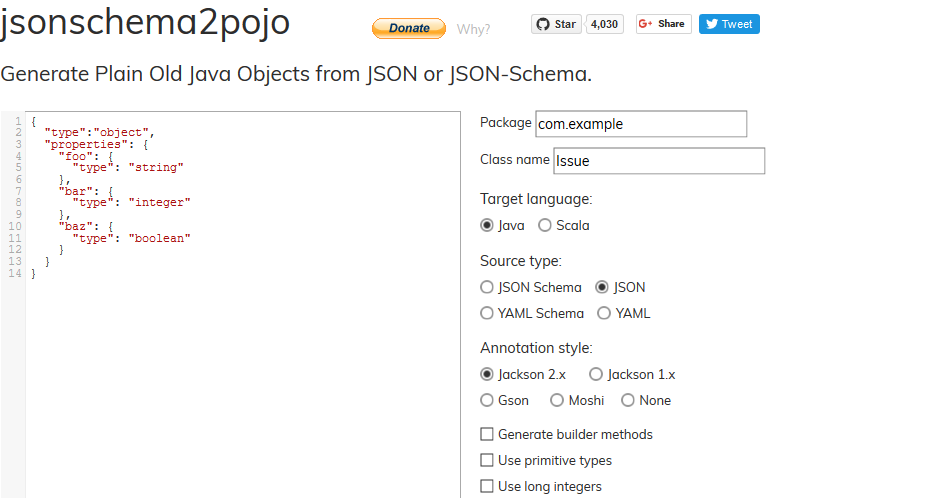 jsonschema2pojo
Donate Why? Star 4,030 G+ Share Tweet
Generate Plain Old Java Objects from JSON or JSON-Schema.
1 {
2 "type":"object",
3 "properties": {
4 "foo": {
5 "type": "string"
6 },
7 "bar": {
8 "type": "integer"
9 },
10 "baz": {
11 "type": "boolean"
12 }
13 }
14 }
Package com.example
Class name Issue
Target language:
Java Scala
Source type:
JSON Schema JSON
YAML Schema YAML
Annotation style:
Jackson 2.x Jackson 1.x
Gson Moshi None
Generate builder methods
Use primitive types
Use long integers